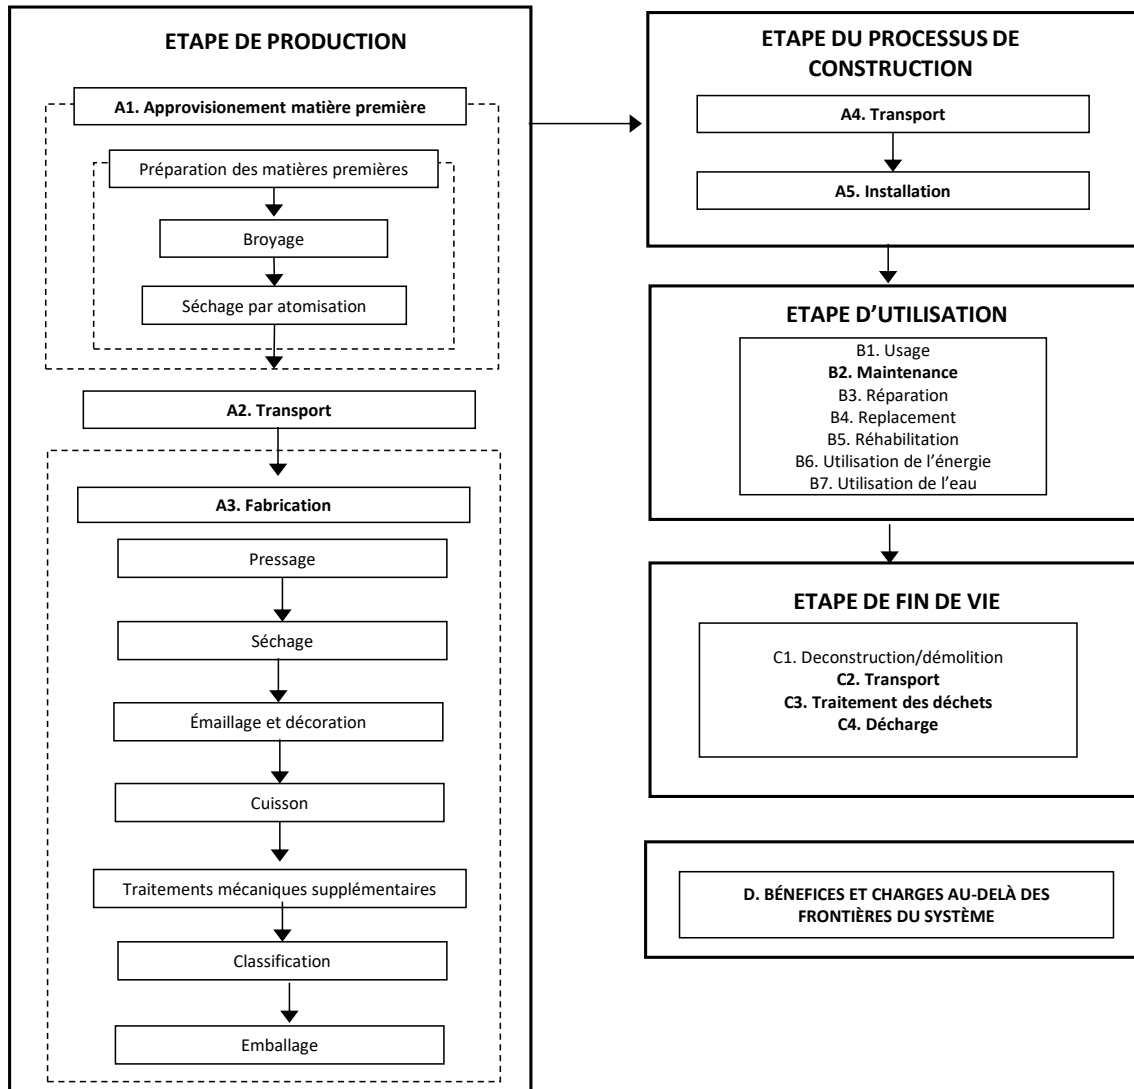 ETAPE DE PRODUCTION
A1. Approvisionement matière première
Préparation des matières premières
Broyage
Séchage par atomisation
A2. Transport
A3. Fabrication
Pressage
Séchage
Émaillage et décoration
Cuisson
Traitements mécaniques supplémentaires
Classification
Emballage
ETAPE DU PROCESSUS DE
CONSTRUCTION
A4. Transport
A5. Installation
ETAPE D’UTILISATION
B1. Usage
B2. Maintenance
B3. Réparation
B4. Replacement
B5. Réhabilitation
B6. Utilisation de l’énergie
B7. Utilisation de l’eau
ETAPE DE FIN DE VIE
C1. Deconstruction/démolition
C2. Transport
C3. Traitement des déchets
C4. Décharge
D. BÉNEFICES ET CHARGES AU-DELÀ DES
FRONTIÈRES DU SYSTÈME